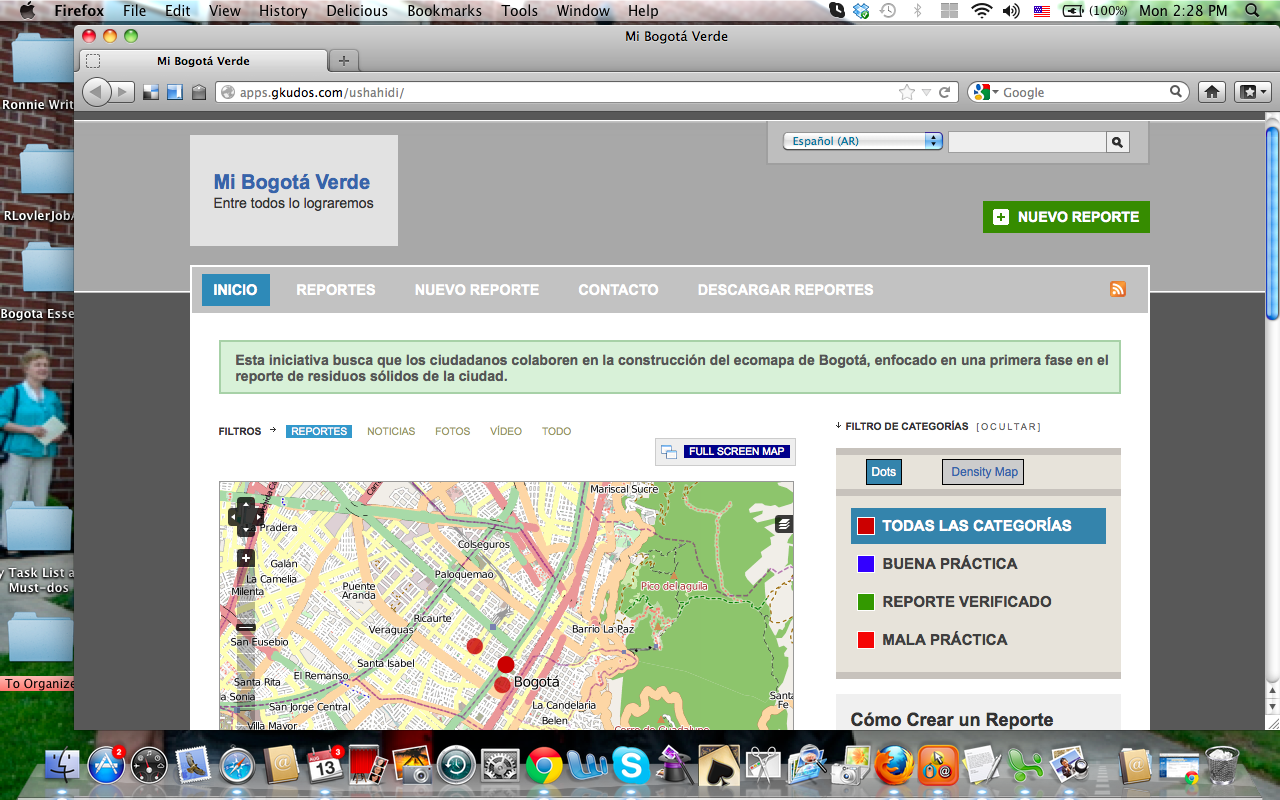 Firefox File Edit View History Delicious Bookmarks Tools Window Help (100%) Mon 2:28 PM
Mi Bogotá Verde
Mi Bogotá Verde
apps.gkudos.com/ushahidi/
Google
Ronnie Writ
RLovlerJob/
Bogota Esse
y Task List a
Must-dos
To Organize
Español (AR)
Mi Bogotá Verde
Entre todos lo lograremos
NUEVO REPORTE
INICIO REPORTES NUEVO REPORTE CONTACTO DESCARGAR REPORTES
Esta iniciativa busca que los ciudadanos colaboren en la construcción del ecomapa de Bogotá, enfocado en una primera fase en el
reporte de residuos sólidos de la ciudad.
FILTROS → REPORTES NOTICIAS FOTOS VÍDEO TODO
FULL SCREEN MAP
Mariscal Sucre
Pradera
Colseguros
Galán
La Camelia
Milenta
Puente
Aranda
Paloquemao
Pico del aguila
Ricaurte
Veraguas
Barrio La Paz
San Eusebio
Santa Isabel
Santa Rita
El Remanso
Bogotá
Santa
Fe
a Sonia
San Jorge Central
La Candelaria
Belen
Villa Mayor
Cerro de Guadalupe
↓ FILTRO DE CATEGORÍAS [OCULTAR]
Dots Density Map
TODAS LAS CATEGORÍAS
BUENA PRÁCTICA
REPORTE VERIFICADO
MALA PRÁCTICA
Cómo Crear un Reporte
2
13
3